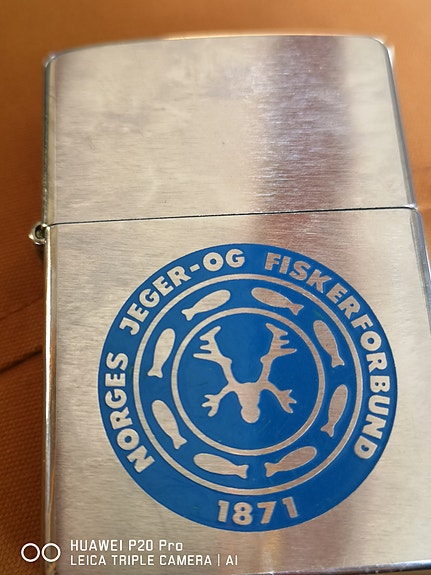 NORGES JEGER-OG FISKERFORBUND
1871
HUAWEI P20 Pro
LEICA TRIPLE CAMERA | AI